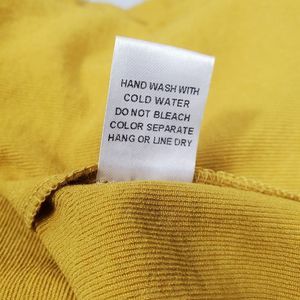 HAND WASH WITH
COLD WATER
DO NOT BLEACH
COLOR SEPARATE
HANG OR LINE DRY